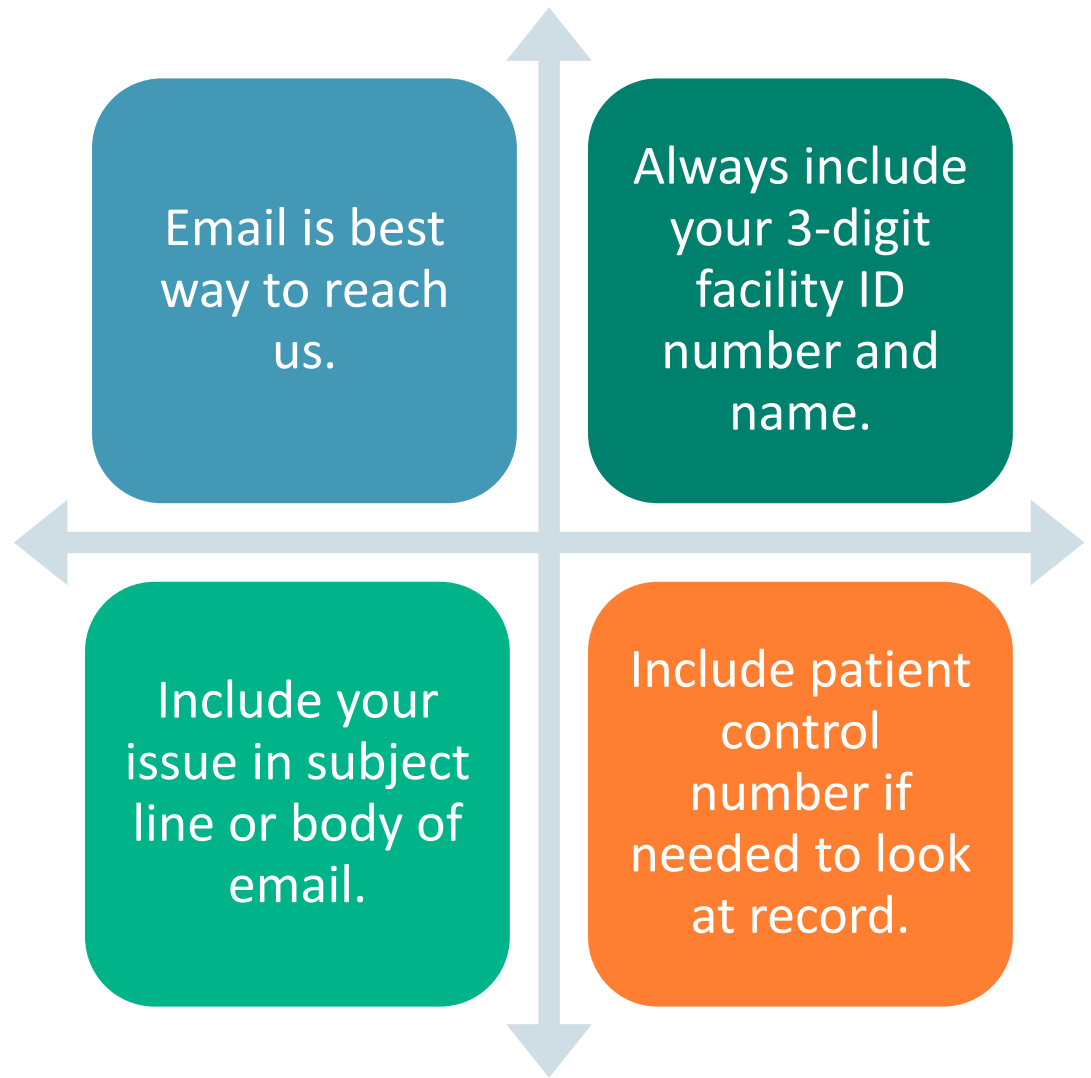 Email is best
way to reach
us.
Always include
your 3-digit
facility ID
number and
name.
Include your
issue in subject
line or body of
email.
Include patient
control
number if
needed to look
at record.